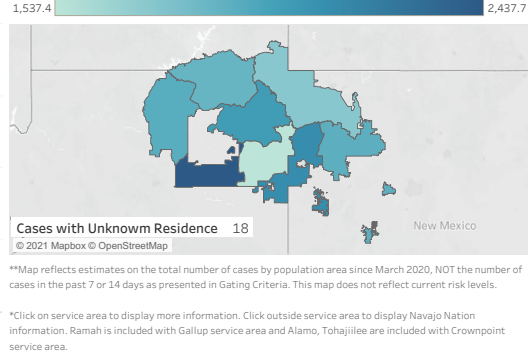 1,537.4 2,437.7
New Mexico
Cases with Unknown Residence 18
© 2021 Mapbox © OpenStreetMap
**Map reflects estimates on the total number of cases by population area since March 2020, NOT the number of
cases in the past 7 or 14 days as presented in Gating Criteria. This map does not reflect current risk levels.
*Click on service area to display more information. Click outside service area to display Navajo Nation
information. Ramah is included with Gallup service area and Alamo, Tohajiilee are included with Crownpoint
service area.